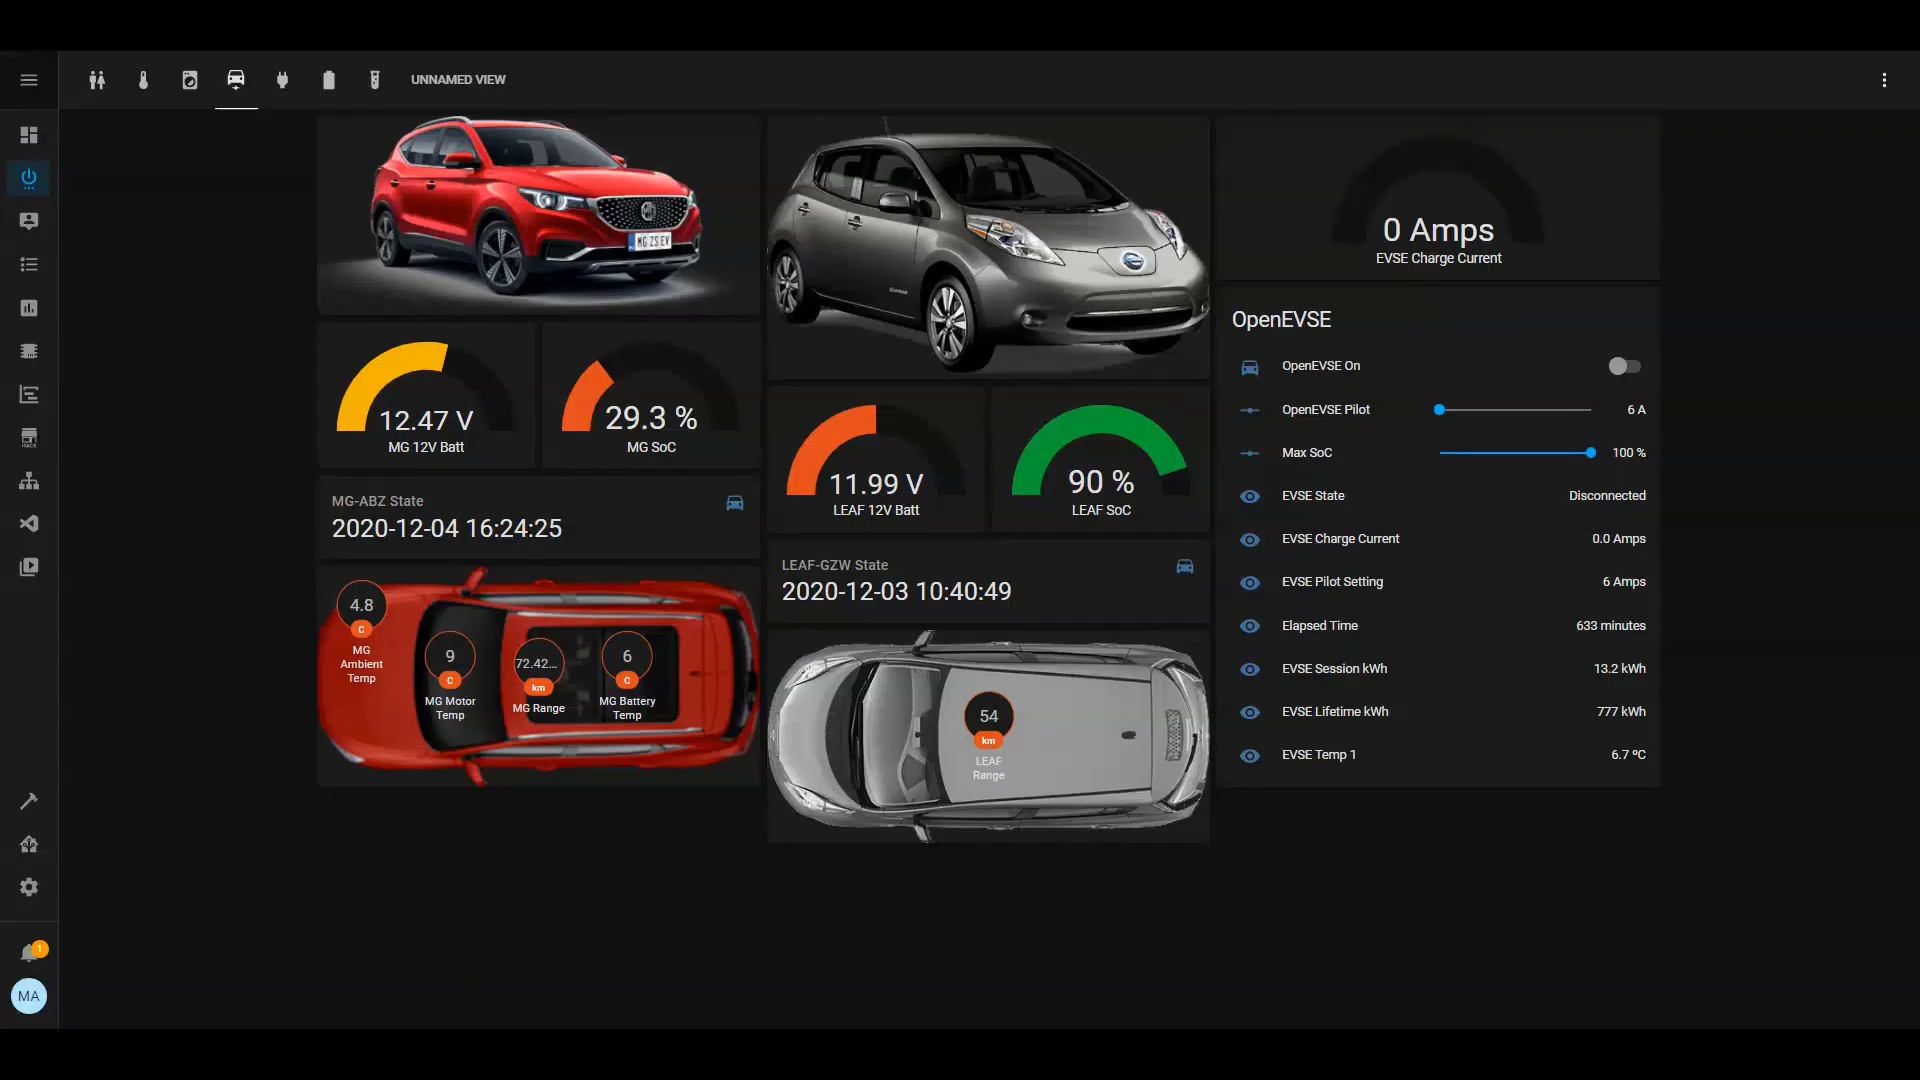 UNNAMED VIEW
MG ZS EV
12.47 V
MG 12V Batt
29.3 %
MG SoC
MG-ABZ State
2020-12-04 16:24:25
4.8
C
MG
Ambient
Temp
9
C
MG Motor
Temp
72.42...
km
MG Range
6
C
MG Battery
Temp
11.99 V
LEAF 12V Batt
90 %
LEAF SoC
LEAF-GZW State
2020-12-03 10:40:49
54
km
LEAF
Range
0 Amps
EVSE Charge Current
OpenEVSE
OpenEVSE On
OpenEVSE Pilot 6 A
Max SoC 100 %
EVSE State Disconnected
EVSE Charge Current 0.0 Amps
EVSE Pilot Setting 6 Amps
Elapsed Time 633 minutes
EVSE Session kWh 13.2 kWh
EVSE Lifetime kWh 777 kWh
EVSE Temp 1 6.7 ºC
HACS
1
MA